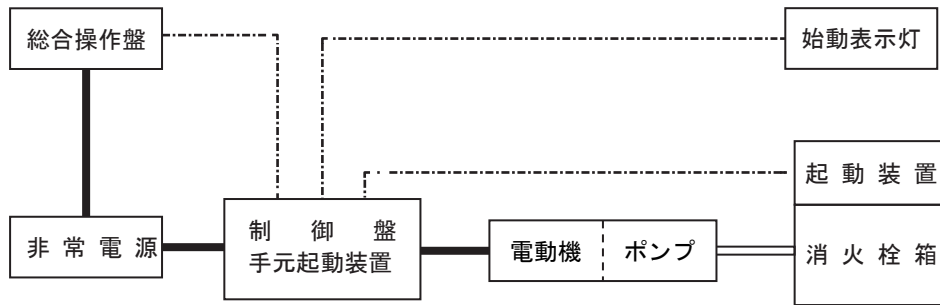 総合操作盤
始動表示灯
起動装置
非常電源
制御盤
手元起動装置
電動機
ポンプ
消火栓箱